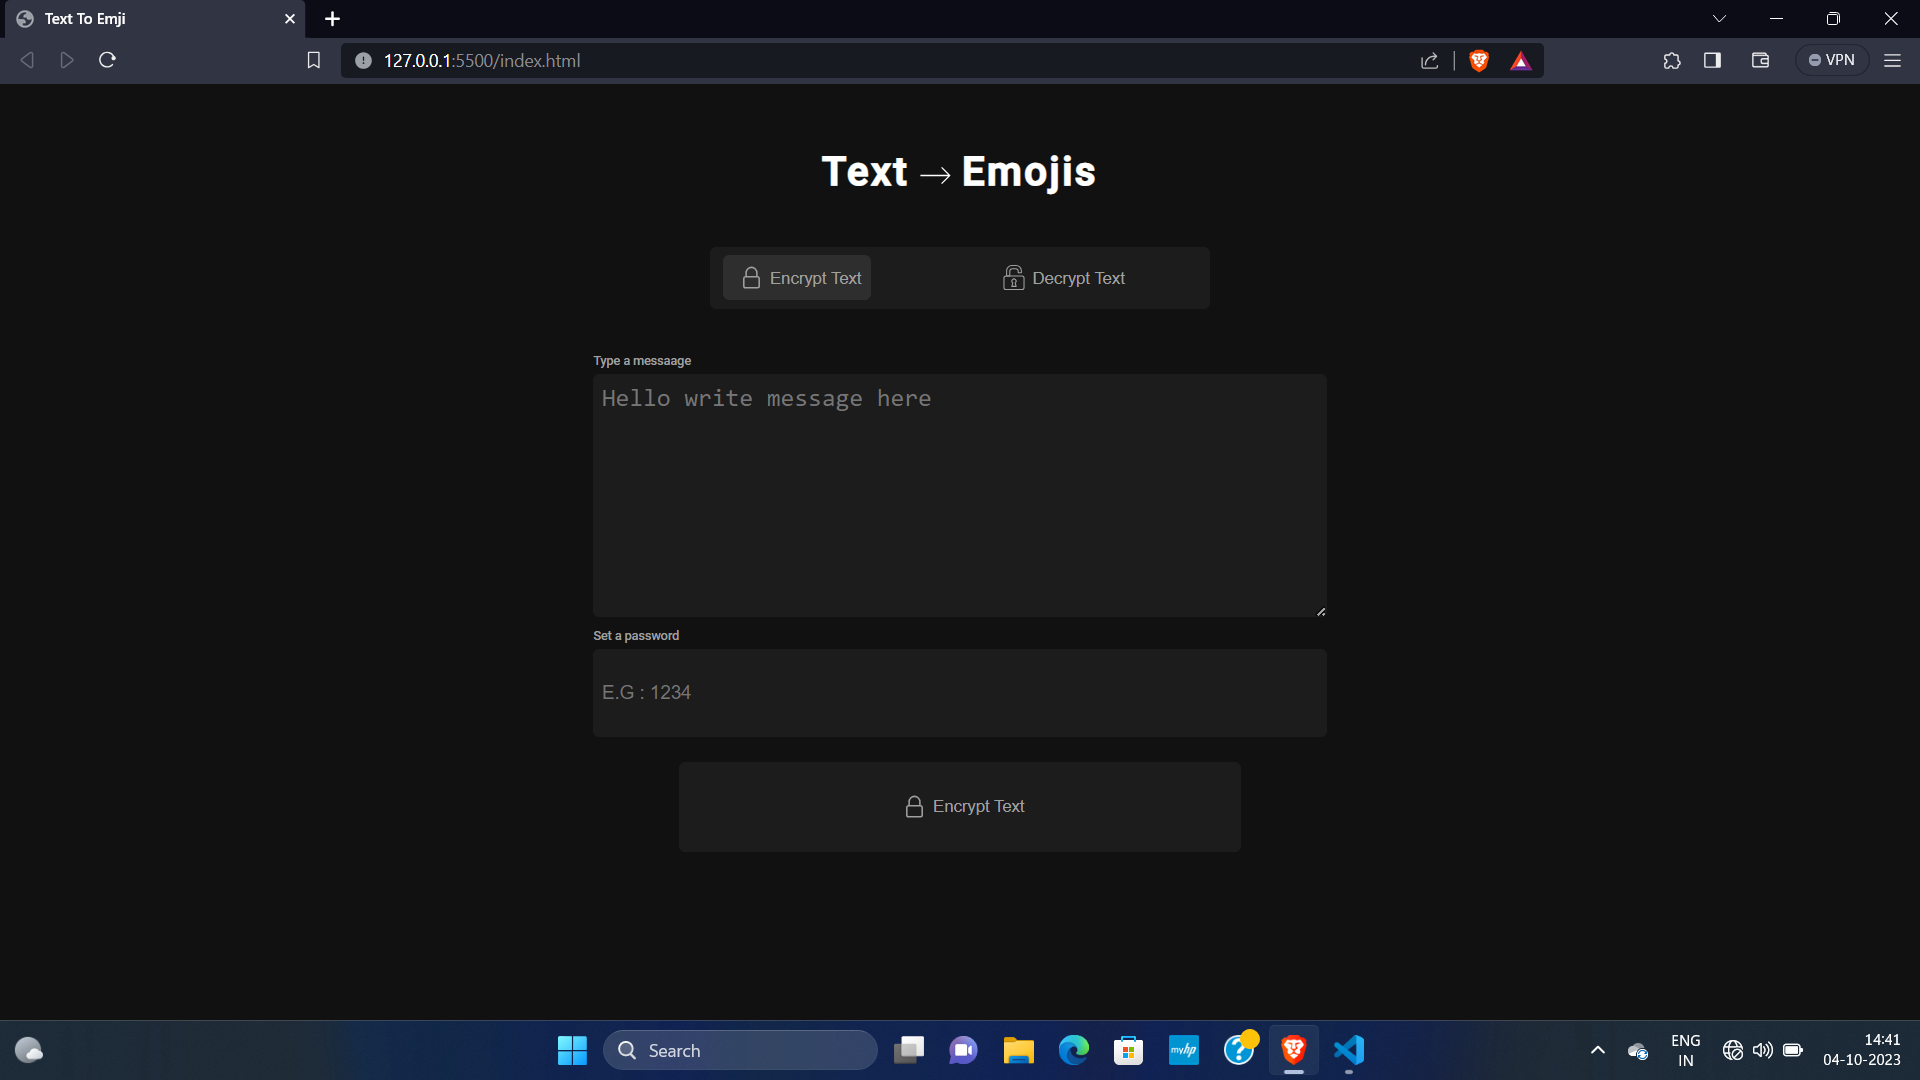 Text To Emji
127.0.0.1:5500/index.html
VPN
Text → Emojis
Encrypt Text
Decrypt Text
Type a messaage
Hello write message here
Set a password
E.G : 1234
Encrypt Text
Search
myhp
ENG
IN
14:41
04-10-2023